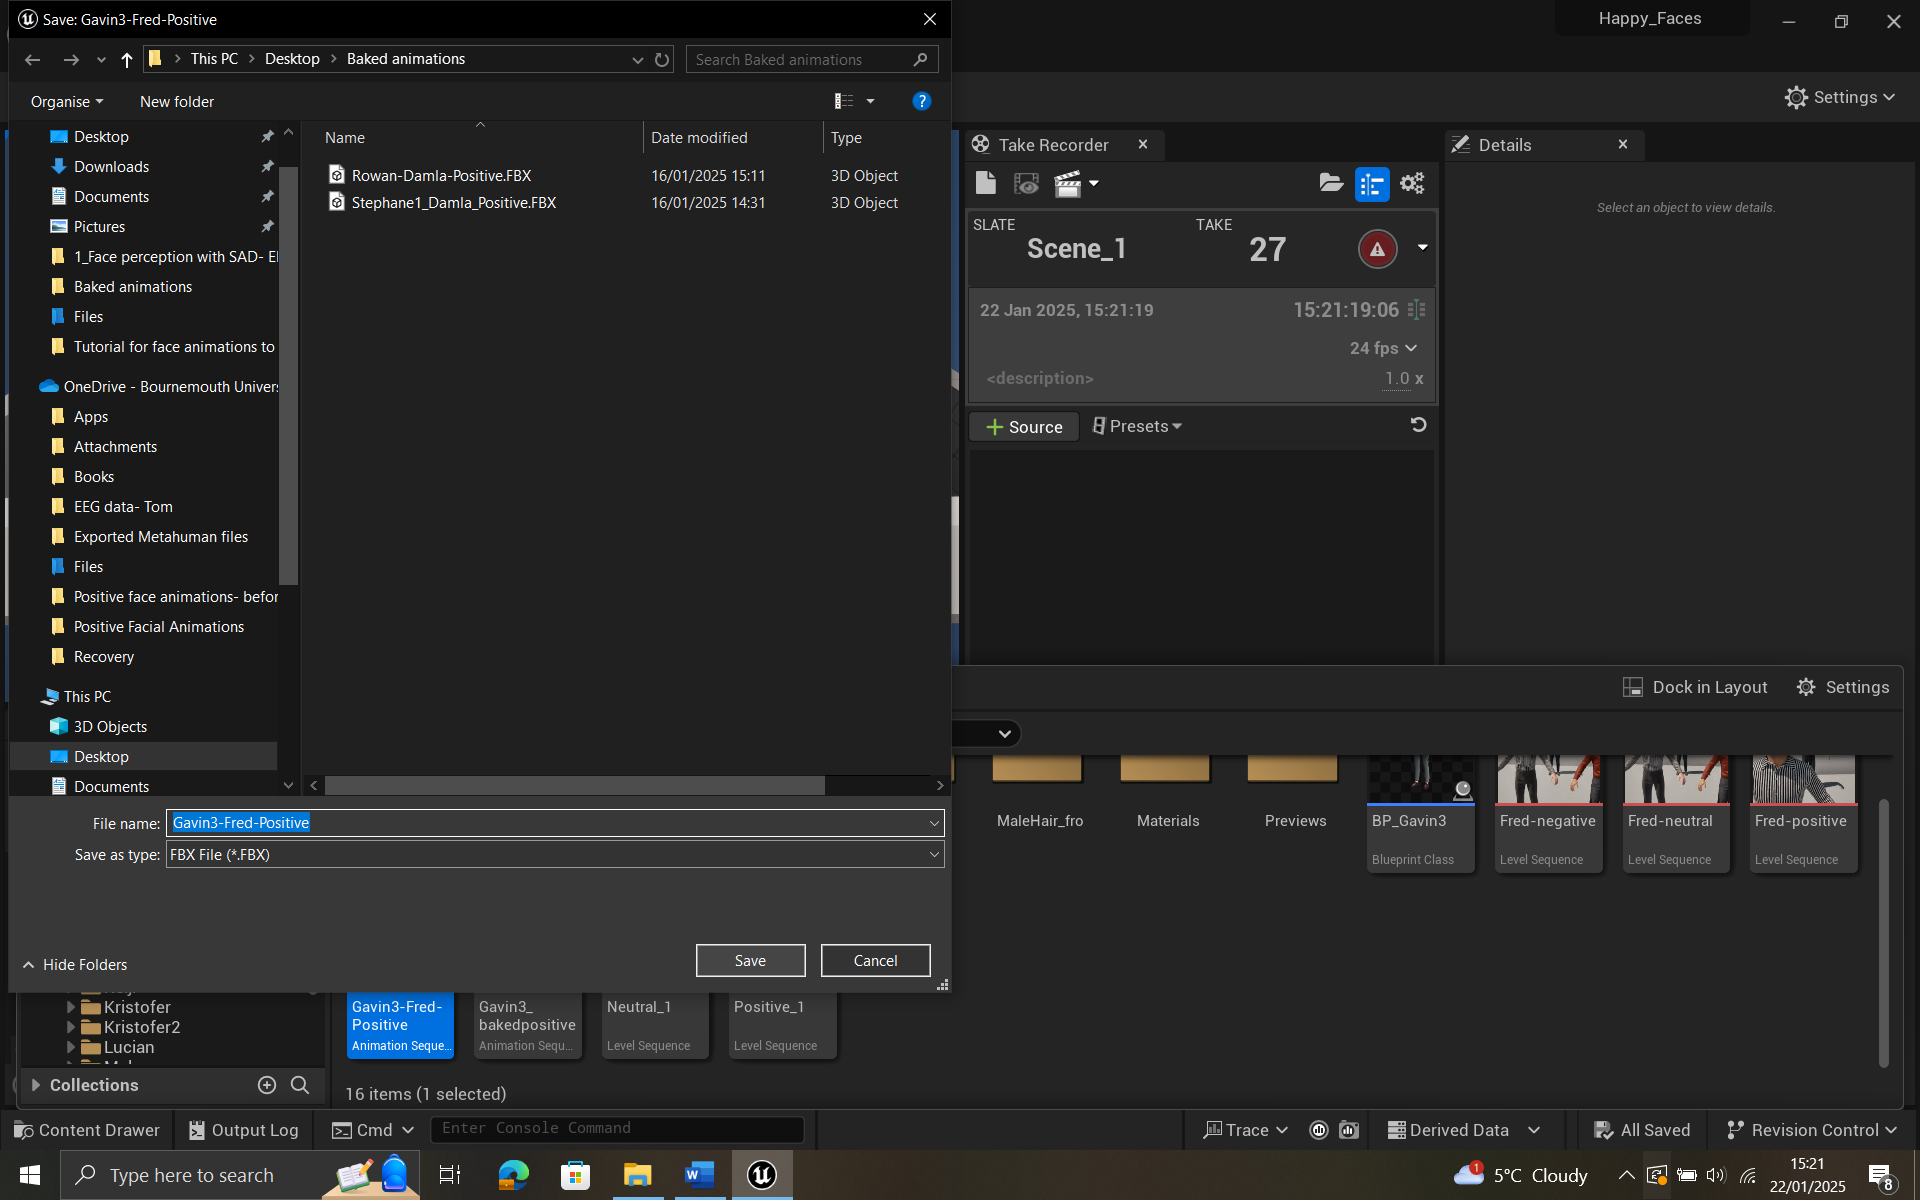 Save: Gavin3-Fred-Positive
Happy_Faces
This PC
Desktop
Baked animations
Search Baked animations
Organise
New folder
Settings
Name
Date modified
Type
Desktop
Downloads
Documents
Pictures
1_Face perception with SAD- E
Baked animations
Files
Tutorial for face animations to
OneDrive - Bournemouth Univers
Apps
Attachments
Books
EEG data- Tom
Exported Metahuman files
Files
Positive face animations- befor
Positive Facial Animations
Recovery
This PC
3D Objects
Desktop
Documents
Rowan-Damla-Positive.FBX 16/01/2025 15:11 3D Object
Stephane1_Damla_Positive.FBX 16/01/2025 14:31 3D Object
File name: Gavin3-Fred-Positive
Save as type: FBX File (*.FBX)
Hide Folders
Save
Cancel
Take Recorder
Details
Select an object to view details.
SLATE
Scene_1
TAKE
27
22 Jan 2025, 15:21:19
15:21:19:06
24 fps
<description>
1.0 x
Source
Presets
Dock in Layout
Settings
MaleHair_fro
Materials
Previews
BP_Gavin3
Blueprint Class
Fred-negative
Level Sequence
Fred-neutral
Level Sequence
Fred-positive
Level Sequence
Kristofer
Kristofer2
Lucian
Gavin3-Fred-
Positive
Animation Seque...
Gavin3_
bakedpositive
Animation Sequ...
Neutral_1
Level Sequence
Positive_1
Level Sequence
Collections
16 items (1 selected)
Content Drawer
Output Log
Cmd
Enter Console Command
Trace
Derived Data
All Saved
Revision Control
Type here to search
1
5°C Cloudy
15:21
22/01/2025
8